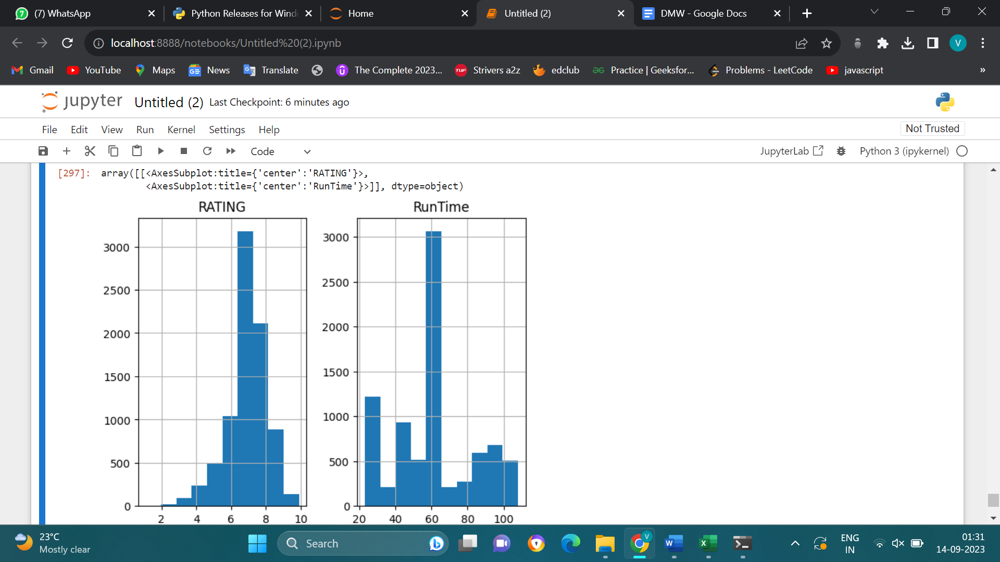 (7) WhatsApp
Python Releases for Wind
Home
Untitled (2)
DMW - Google Docs
localhost:8888/notebooks/Untitled%20(2).ipynb
V
Gmail
YouTube
Maps
News
Translate
The Complete 2023...
Strivers a2z
edclub
Practice | Geeksfor...
Problems - LeetCode
javascript
»
jupyter
Untitled (2)
Last Checkpoint: 6 minutes ago
File Edit View Run Kernel Settings Help
Not Trusted
Code
JupyterLab
Python 3 (ipykernel)
[297]: array([[<AxesSubplot:title={'center':'RATING'}>,
<AxesSubplot:title={'center':'RunTime'}>]], dtype=object)
RATING
3000
2500
2000
1500
1000
500
0
2 4 6 8 10
RunTime
3000
2500
2000
1500
1000
500
0
20 40 60 80 100
23°C
Mostly clear
Search
ENG
IN
01:31
14-09-2023